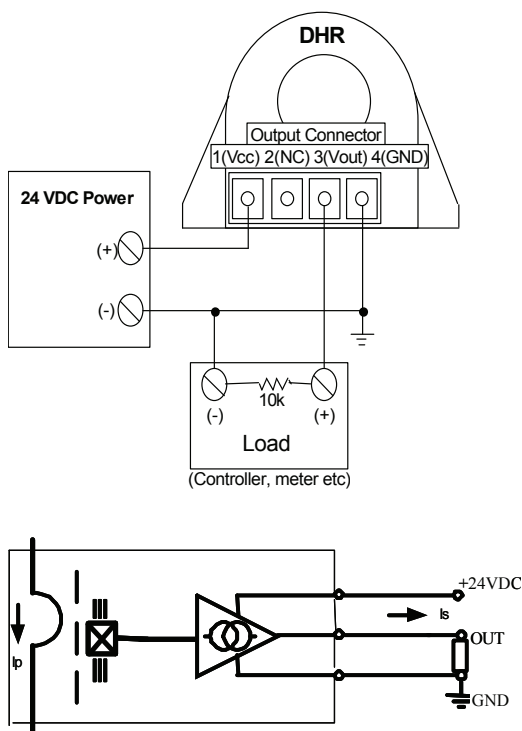 DHR
Output Connector
1(Vcc) 2(NC) 3(Vout) 4(GND)
24 VDC Power
(+)
(-)
10k
(-)
(+)
Load
(Controller, meter etc)
+24VDC
Is
Ip
OUT
GND